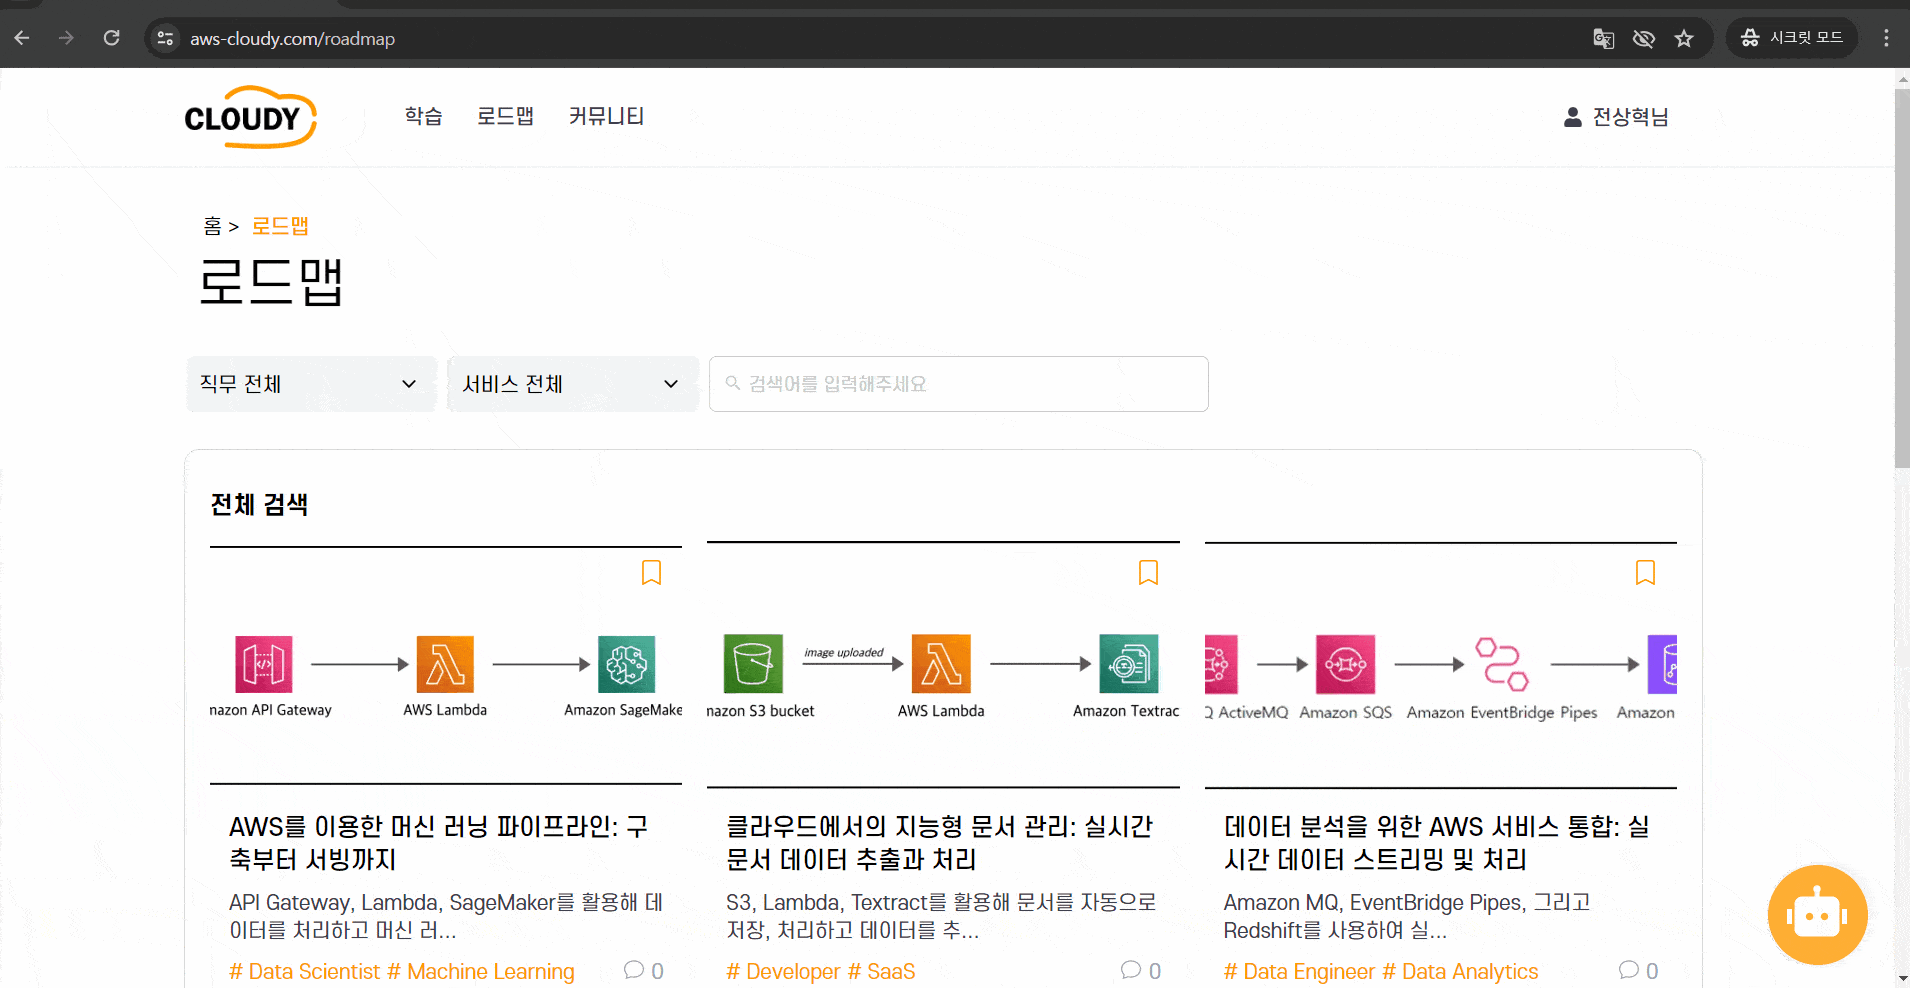 aws-cloudy.com/roadmap
시크릿 모드
CLOUDY
학습
로드맵
커뮤니티
전상혁님
홈 > 로드맵
로드맵
직무 전체
서비스 전체
검색어를 입력해주세요
전체 검색
mazon API Gateway
AWS Lambda
Amazon SageMake
image uploaded
mazon S3 bucket
AWS Lambda
Amazon Textrac
Q ActiveMQ
Amazon SQS
Amazon EventBridge Pipes
Amazon
AWS를 이용한 머신 러닝 파이프라인: 구
축부터 서빙까지
API Gateway, Lambda, SageMaker를 활용해 데
이터를 처리하고 머신 러...
# Data Scientist # Machine Learning
0
클라우드에서의 지능형 문서 관리: 실시간
문서 데이터 추출과 처리
S3, Lambda, Textract를 활용해 문서를 자동으로
저장, 처리하고 데이터를 추...
# Developer # SaaS
0
데이터 분석을 위한 AWS 서비스 통합: 실
시간 데이터 스트리밍 및 처리
Amazon MQ, EventBridge Pipes, 그리고
Redshift를 사용하여 실...
# Data Engineer # Data Analytics
0